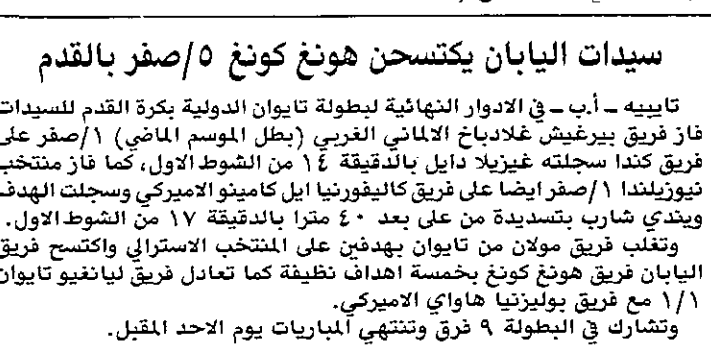 سيدات اليابان يكتسحن هونغ كونغ ٥/صفر بالقدم
تايبيه ــ أ.ب ــ في الادوار النهائية لبطولة تايوان الدولية بكرة القدم للسيدات
فاز فريق بيرغيش غلادباخ الالماني الغربي (بطل الموسم الماضي) ١/صفر على
فريق كندا سجلته غيزيلا دايل بالدقيقة ١٤ من الشوط الاول، كما فاز منتخب
نيوزيلندا ١/صفر ايضا على فريق كاليفورنيا ايل كامينو الاميركي وسجلت الهدف
ويندي شارب بتسديدة من على بعد ٤٠ مترا بالدقيقة ١٧ من الشوط الاول.
وتغلب فريق مولان من تايوان بهدفين على المنتخب الاسترالي واكتسح فريق
اليابان فريق هونغ كونغ بخمسة اهداف نظيفة كما تعادل فريق ليانغيو تايوان
١/١ مع فريق بوليزنيا هاواي الاميركي.
وتشارك في البطولة ٩ فرق وتنتهي المباريات يوم الاحد المقبل.